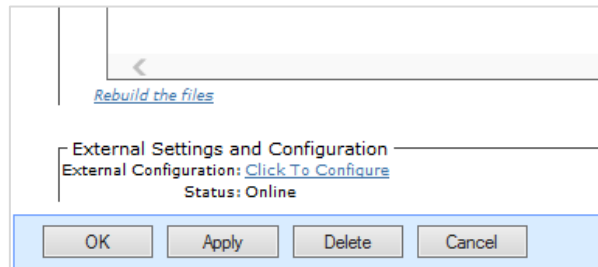 Rebuild the files
External Settings and Configuration
External Configuration: Click To Configure
Status: Online
OK Apply Delete Cancel